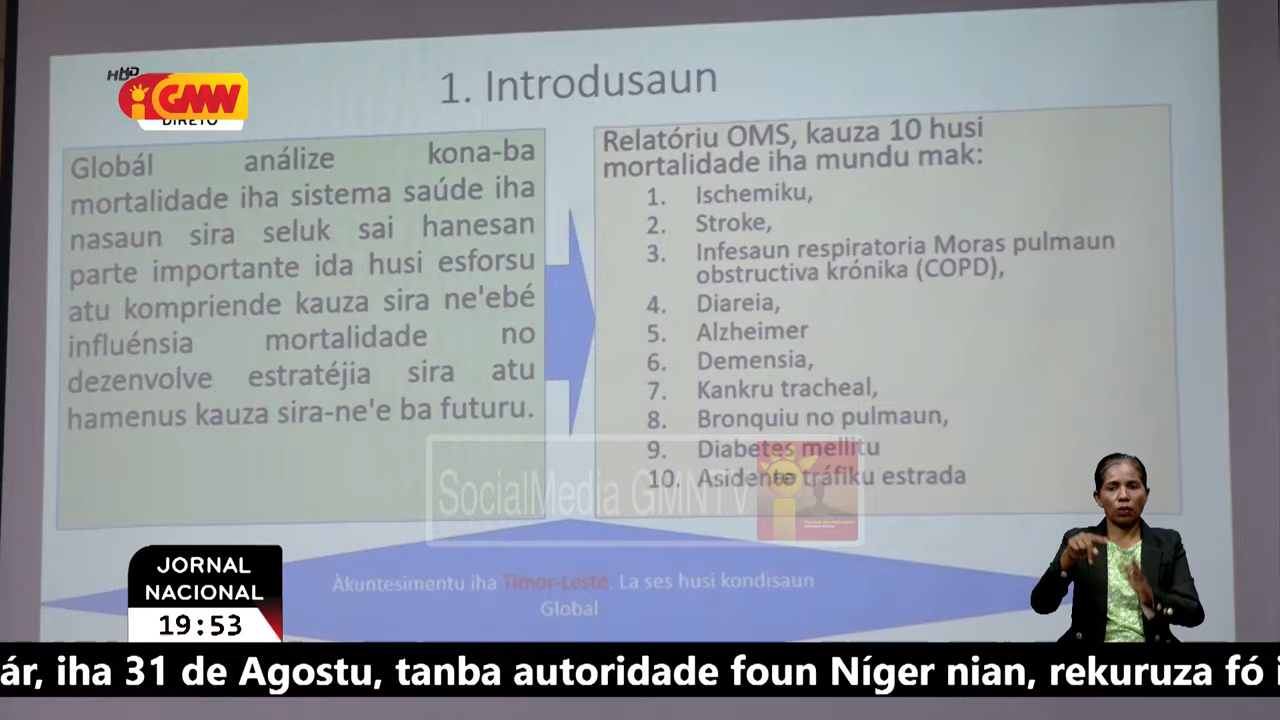 1. Introdusaun
HD
GMN
DIRETO
Globál análize kona-ba
mortalidade iha sistema saúde iha
nasaun sira seluk sai hanesan
parte importante ida husi esforsu
atu kompriende kauza sira ne'ebé
influénsia mortalidade no
dezenvolve estratéjia sira atu
hamenus kauza sira-ne'e ba futuru.
Relatóriu OMS, kauza 10 husi
mortalidade iha mundu mak:
1. Ischemiku,
2. Stroke,
3. Infesaun respiratoria Moras pulmaun
obstructiva krónika (COPD),
4. Diareia,
5. Alzheimer
6. Demensia,
7. Kankru tracheal,
8. Bronquiu no pulmaun,
9. Diabetes mellitu
10. Asidente tráfiku estrada
SocialMedia GMNTV
Àkuntesimentu iha Timor-Leste. La ses husi kondisaun
Global
JORNAL
NACIONAL
19:53
ár, iha 31 de Agostu, tanba autoridade foun Níger nian, rekuruza fó i